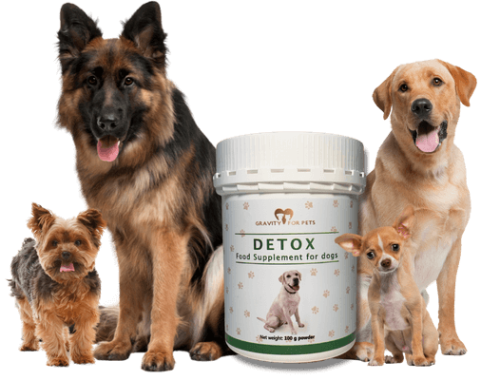 GRAVITY FOR PETS
DETOX
Food Supplement for dogs
Net weight: 100 g powder